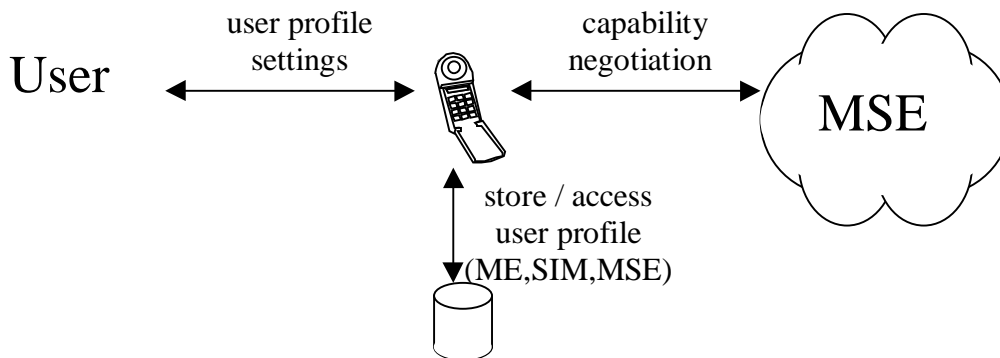 user profile
settings
capability
negotiation
User
MSE
store / access
user profile
(ME,SIM,MSE)